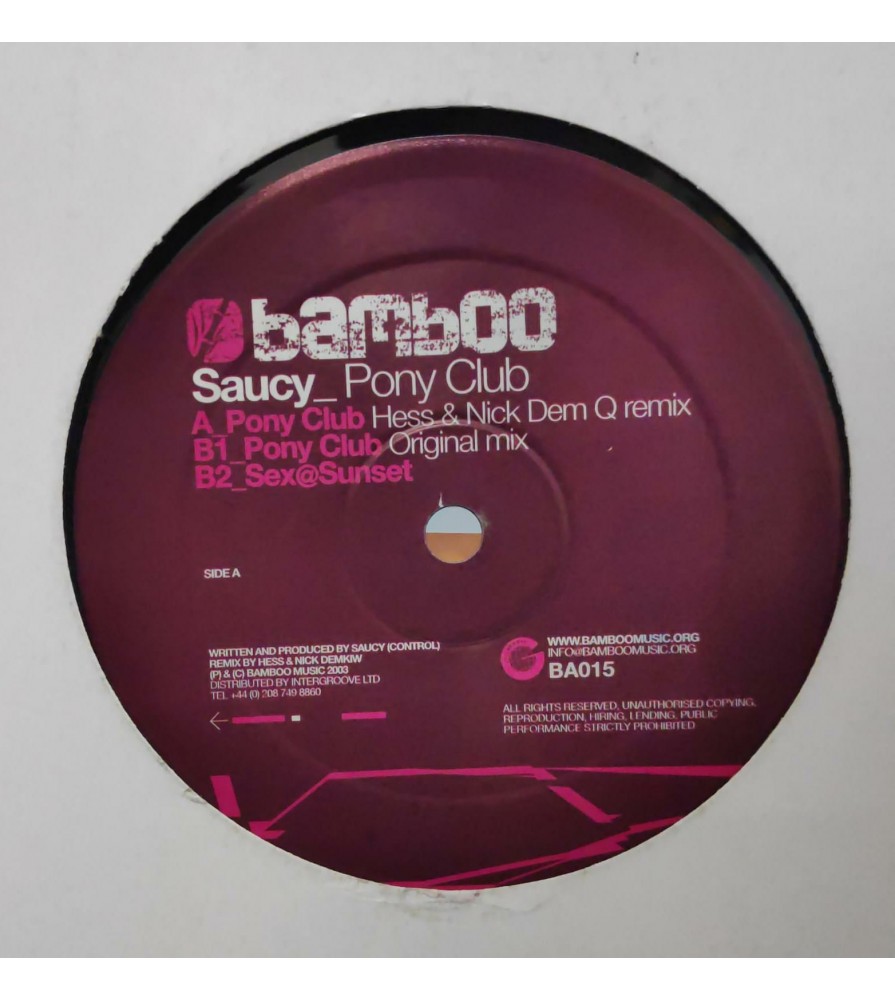 bamboo
Saucy_ Pony Club
A_Pony Club Hess & Nick Dem Q remix
B1_Pony Club Original mix
B2_Sex@Sunset
SIDE A
WRITTEN AND PRODUCED BY SAUCY (CONTROL)
REMIX BY HESS & NICK DEMKIW
(P) & (C) BAMBOO MUSIC 2003
DISTRIBUTED BY INTERGROOVE LTD
TEL +44 (0) 208 749 8860
WWW.BAMBOOMUSIC.ORG
INFO@BAMBOOMUSIC.ORG
BA015
ALL RIGHTS RESERVED, UNAUTHORISED COPYING,
REPRODUCTION, HIRING, LENDING, PUBLIC
PERFORMANCE STRICTLY PROHIBITED